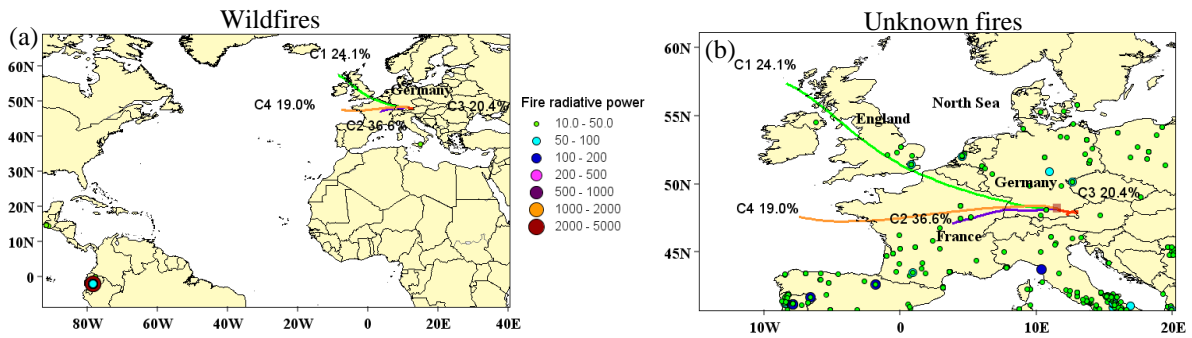 Wildfires
(a)
60N
50N
40N
30N
20N
10N
0
80W
60W
40W
20W
0
20E
40E
C1 24.1%
Germany
C4 19.0%
C3 20.4%
C2 36.6%
Fire radiative power
10.0 - 50.0
50 - 100
100 - 200
200 - 500
500 - 1000
1000 - 2000
2000 - 5000
Unknown fires
(b)
60N
55N
50N
45N
10W
0
10E
20E
C1 24.1%
North Sea
England
Germany
C3 20.4%
C4 19.0%
C2 36.6%
France